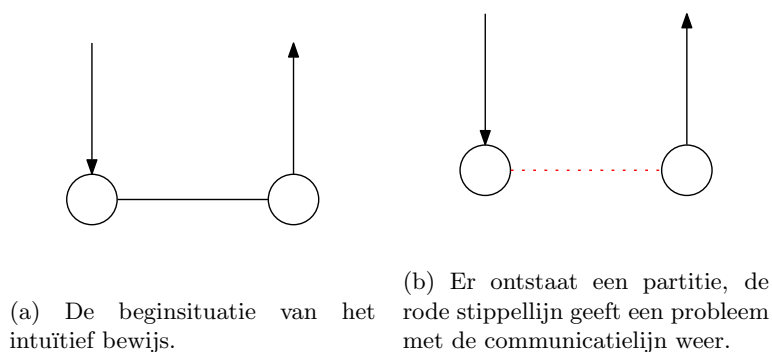 (a) De beginsituatie van het
intuïtief bewijs.
(b) Er ontstaat een partitie, de
rode stippellijn geeft een probleem
met de communicatielijn weer.